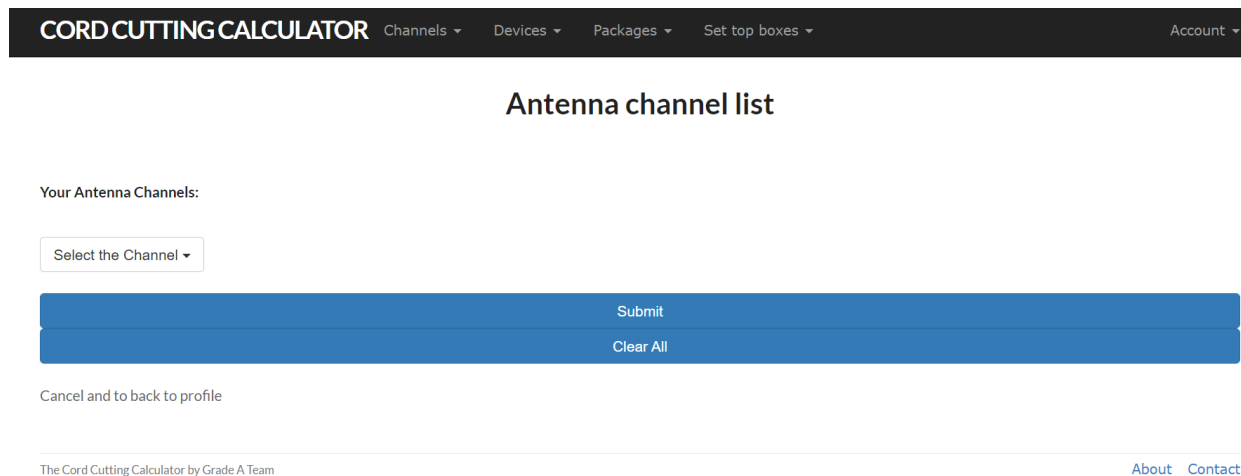 CORD CUTTING CALCULATOR Channels Devices Packages Set top boxes Account
Antenna channel list
Your Antenna Channels:
Select the Channel
Submit
Clear All
Cancel and to back to profile
The Cord Cutting Calculator by Grade A Team About Contact